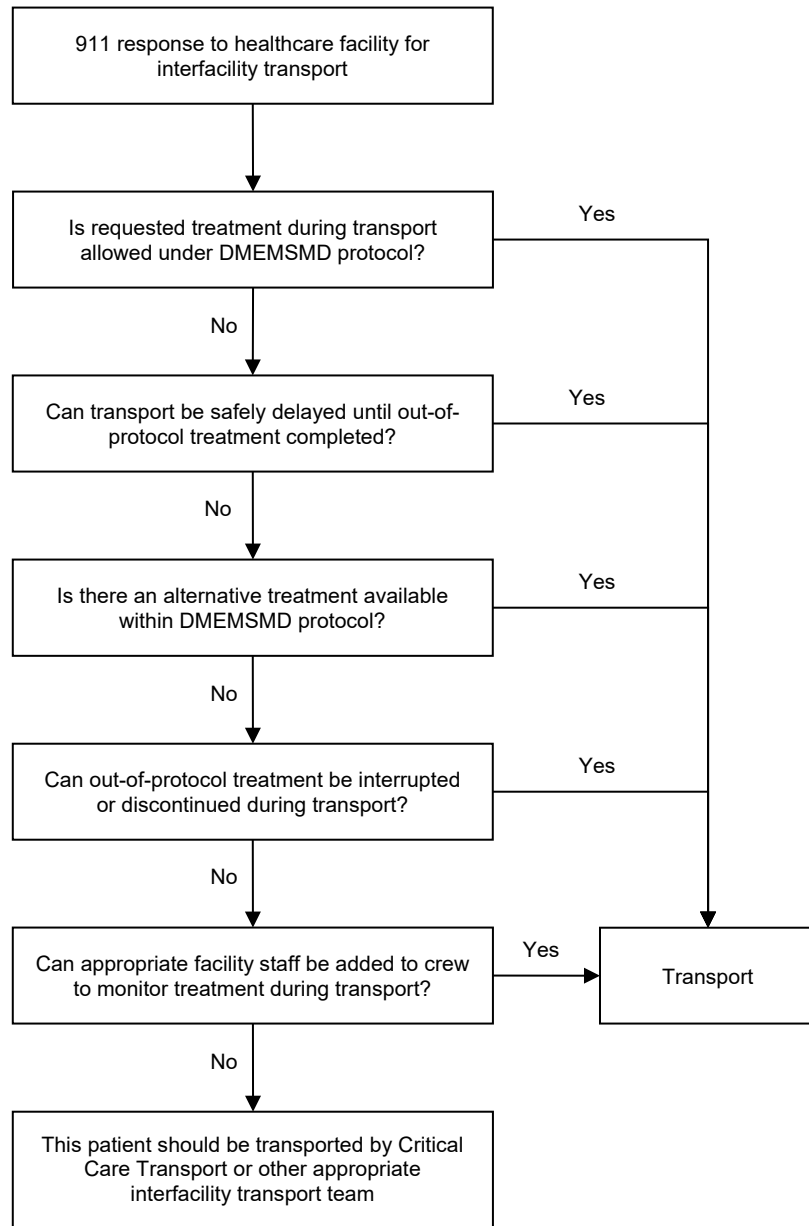 911 response to healthcare facility for
interfacility transport
Is requested treatment during transport
allowed under DMEMSMD protocol?
Yes
No
Can transport be safely delayed until out-of-
protocol treatment completed?
Yes
No
Is there an alternative treatment available
within DMEMSMD protocol?
Yes
No
Can out-of-protocol treatment be interrupted
or discontinued during transport?
Yes
No
Can appropriate facility staff be added to crew
to monitor treatment during transport?
Yes
Transport
No
This patient should be transported by Critical
Care Transport or other appropriate
interfacility transport team